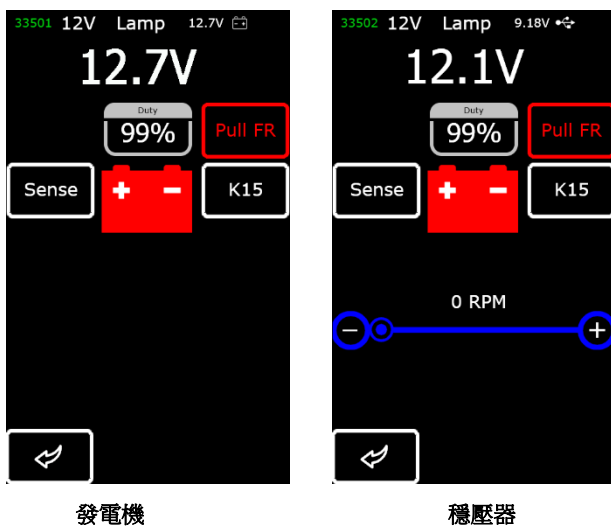 33501 12V Lamp 12.7V
12.7V
Duty
99%
Pull FR
Sense
+ -
K15
發電機
33502 12V Lamp 9.18V
12.1V
Duty
99%
Pull FR
Sense
+ -
K15
0 RPM
- +
穩壓器